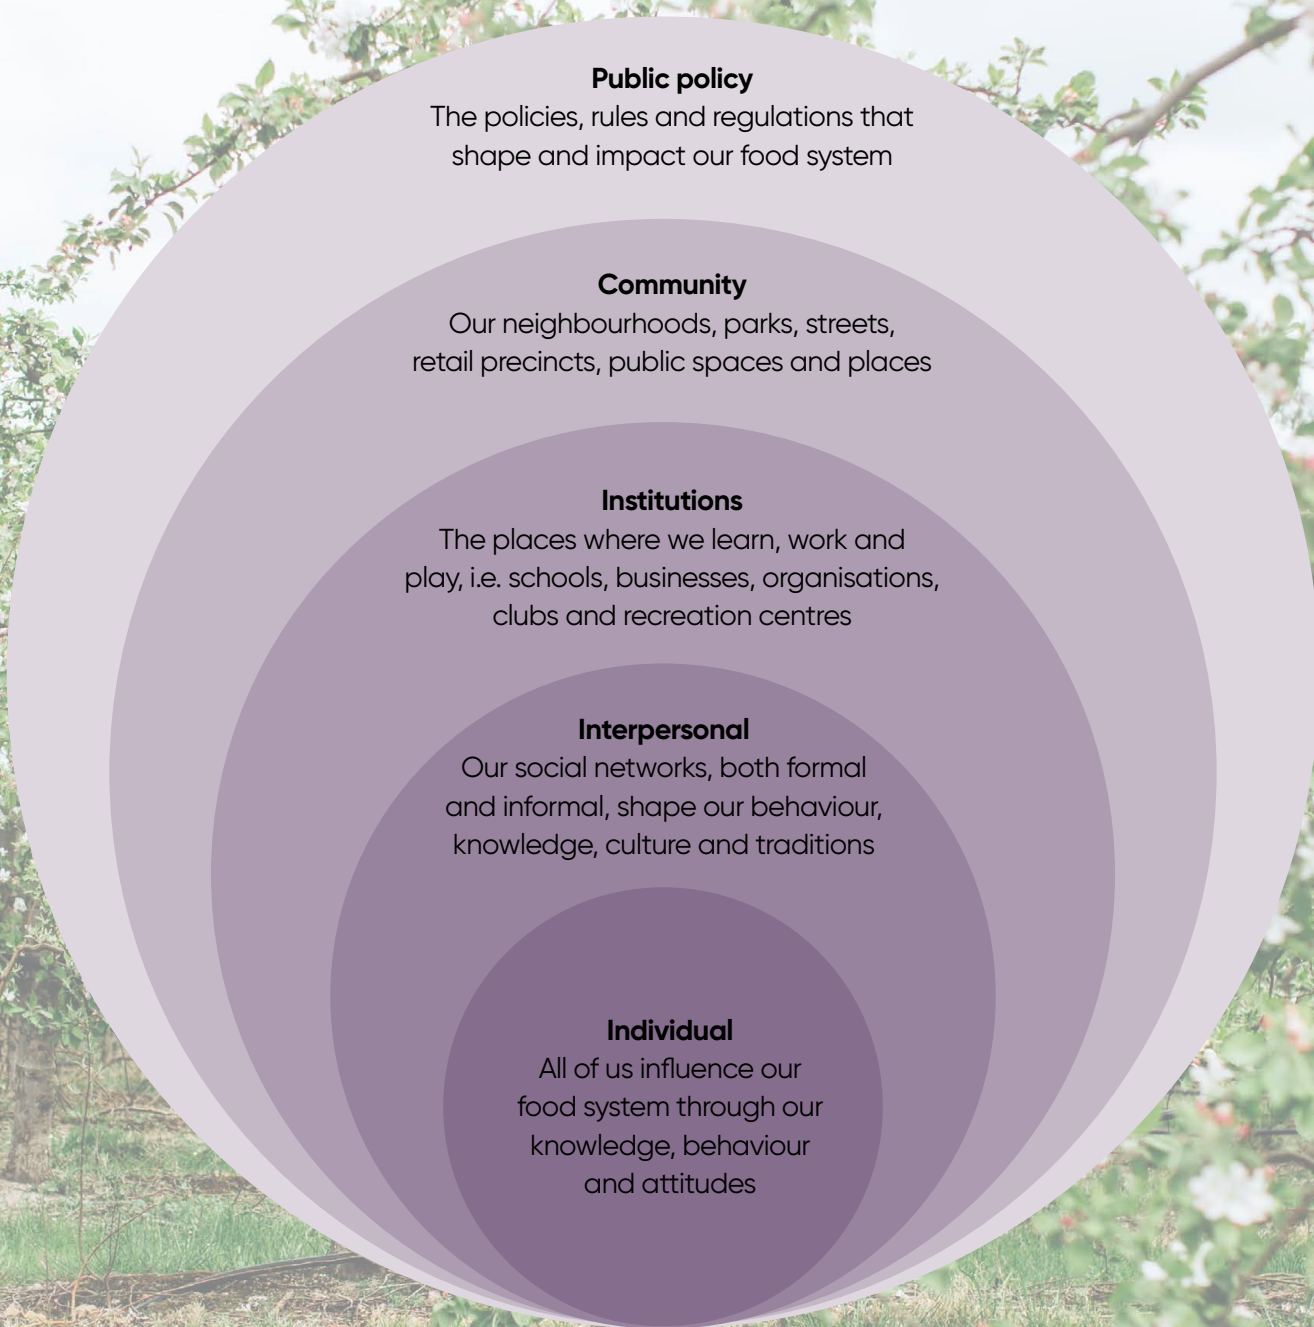 Public policy
The policies, rules and regulations that
shape and impact our food system
Community
Our neighbourhoods, parks, streets,
retail precincts, public spaces and places
Institutions
The places where we learn, work and
play, i.e. schools, businesses, organisations,
clubs and recreation centres
Interpersonal
Our social networks, both formal
and informal, shape our behaviour,
knowledge, culture and traditions
Individual
All of us influence our
food system through our
knowledge, behaviour
and attitudes